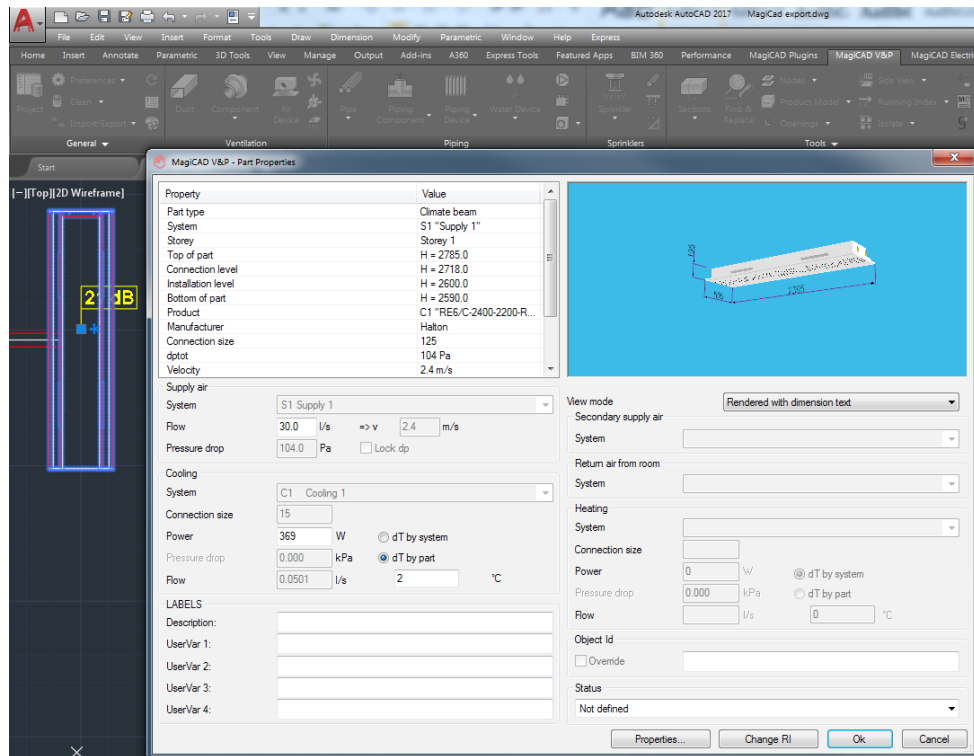 Autodesk AutoCAD 2017 MagiCad export.dwg
File Edit View Insert Format Tools Draw Dimension Modify Parametric Window Help Express
Home Insert Annotate Parametric 3D Tools View Manage Output Add-ins A360 Express Tools Featured Apps BIM 360 Performance MagiCAD Plugins MagiCAD V&P MagiCAD Electri
Project Preferences Duct Component Air Device Pipe Piping Component Piping Device Water Device Sprinkler Sections Find & Replace Nodes Side View
Clean Product Model Running Index
Import/Export Openings Isolate
General Ventilation Piping Sprinklers Tools
Start
[−][Top][2D Wireframe]
MagiCAD V&P - Part Properties
Property Value
Part type Climate beam
System S1 "Supply 1"
Storey Storey 1
Top of part H = 2785.0
Connection level H = 2718.0
Installation level H = 2600.0
Bottom of part H = 2590.0
Product C1 "RE6/C-2400-2200-R...
Manufacturer Halton
Connection size 125
dptot 104 Pa
Velocity 2.4 m/s
195
2395
dB
X
Supply air
System S1 Supply 1
Flow 30.0 l/s => v 2.4 m/s
Pressure drop 104.0 Pa Lock dp
Cooling
System C1 Cooling 1
Connection size 15
Power 369 W dT by system
Pressure drop 0.000 kPa dT by part
Flow 0.0501 l/s 2 °C
LABELS
Description:
UserVar 1:
UserVar 2:
UserVar 3:
UserVar 4:
View mode Rendered with dimension text
Secondary supply air
System
Return air from room
System
Heating
System
Connection size
Power 0 W dT by system
Pressure drop 0.000 kPa dT by part
Flow l/s 0 °C
Object Id
Override
Status
Not defined
Properties... Change RI Ok Cancel